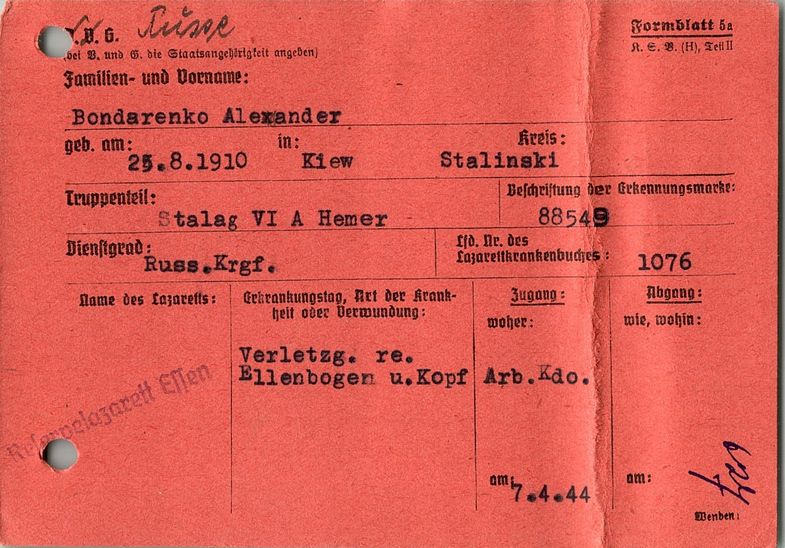 V. G. Russe
Formblatt 5a
(bei V. und G. die Staatsangehörigkeit angeben)
K. S. V. (H), Teil II
Familien- und Vorname:
Bondarenko Alexander
geb. am: in: Kreis:
25.8.1910 Kiew Stalinski
Truppenteil: Beschriftung der Erkennungsmarke:
Stalag VI A Hemer 88549
Dienstgrad: Lfd. Nr. des
Russ.Krgf. Lazarettkrankenbuches: 1076
Name des Lazaretts: Erkrankungstag, Art der Krank- Zugang: Abgang:
heit oder Verwundung: woher: wie, wohin:
Verletzg. re.
Ellenbogen u.Kopf Arb.Kdo.
Reservelazarett Essen
am: 7.4.44 am:
Wenden: